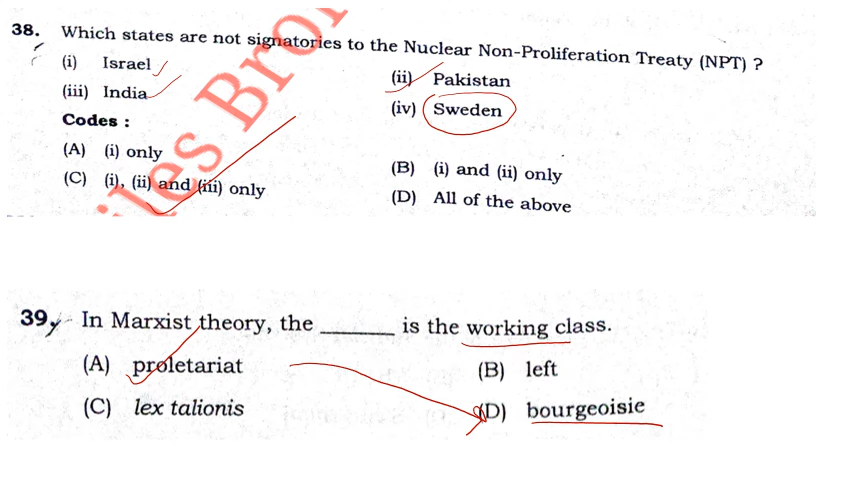 38. Which states are not signatories to the Nuclear Non-Proliferation Treaty (NPT) ?
(i) Israel (ii) Pakistan
(iii) India (iv) Sweden
Codes :
(A) (i) only (B) (i) and (ii) only
(C) (i), (ii) and (iii) only (D) All of the above
39. In Marxist theory, the ______ is the working class.
(A) proletariat (B) left
(C) lex talionis (D) bourgeoisie